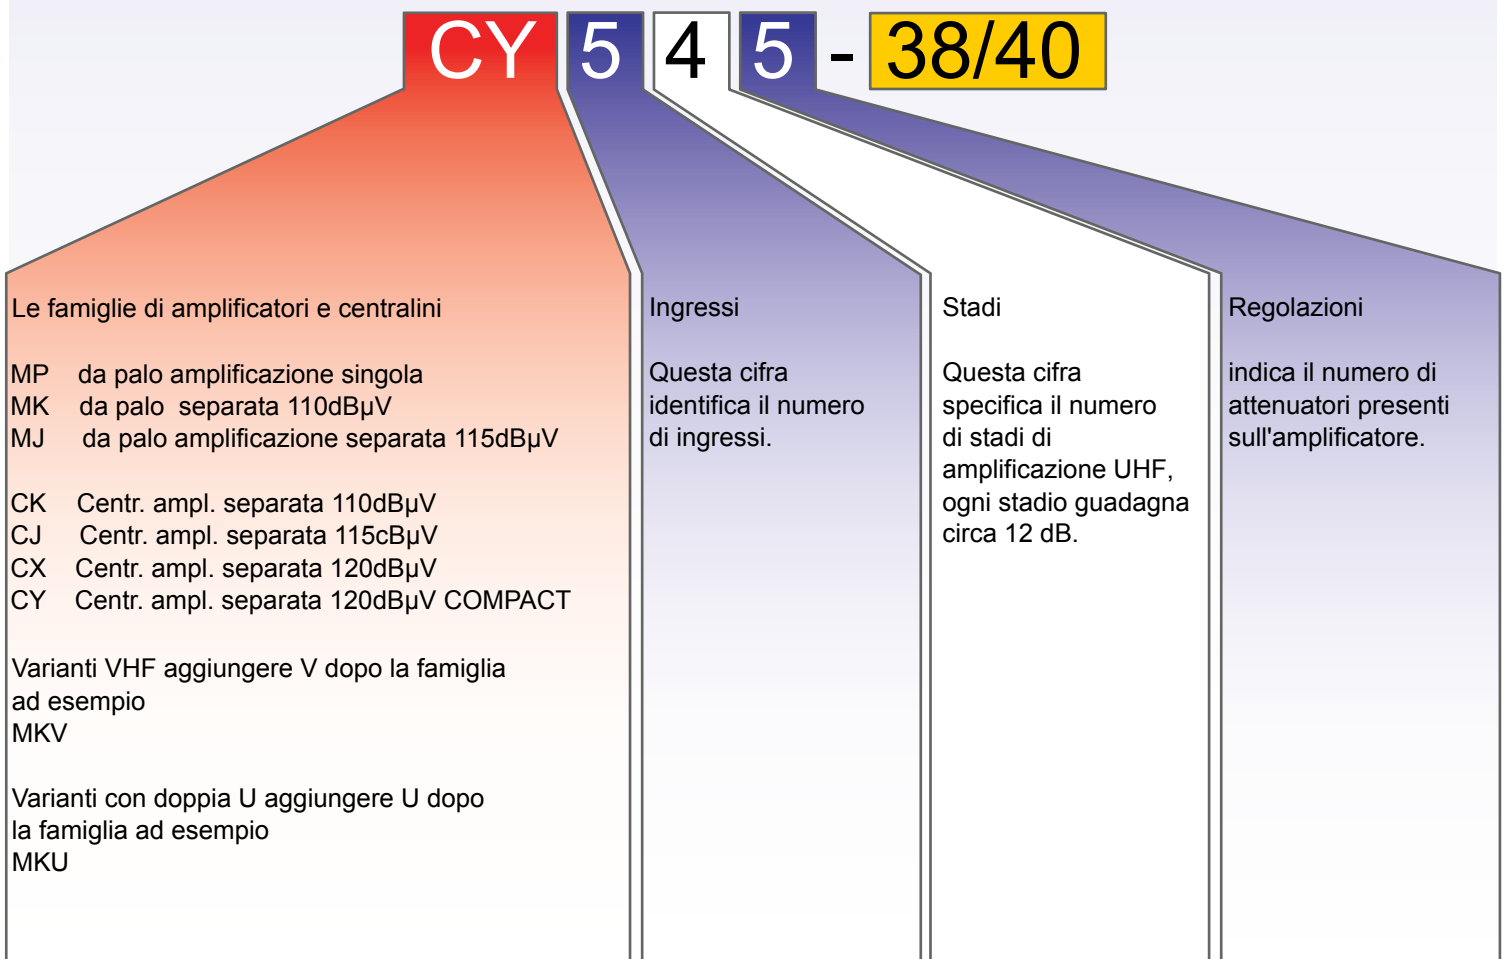 CY 5 4 5 - 38/40
Le famiglie di amplificatori e centralini
MP da palo amplificazione singola
MK da palo separata 110dBµV
MJ da palo amplificazione separata 115dBµV
CK Centr. ampl. separata 110dBµV
CJ Centr. ampl. separata 115cBµV
CX Centr. ampl. separata 120dBµV
CY Centr. ampl. separata 120dBµV COMPACT
Varianti VHF aggiungere V dopo la famiglia
ad esempio
MKV
Varianti con doppia U aggiungere U dopo
la famiglia ad esempio
MKU
Ingressi
Questa cifra
identifica il numero
di ingressi.
Stadi
Questa cifra
specifica il numero
di stadi di
amplificazione UHF,
ogni stadio guadagna
circa 12 dB.
Regolazioni
indica il numero di
attenuatori presenti
sull'amplificatore.